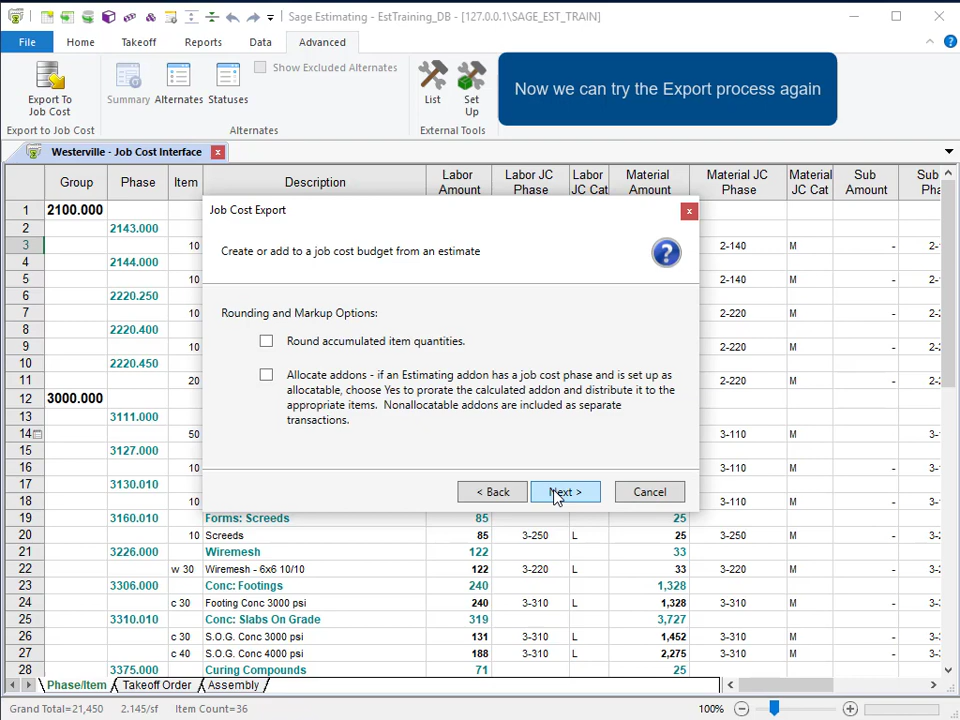 Sage Estimating - EstTraining_DB - [127.0.0.1\SAGE_EST_TRAIN]
File Home Takeoff Reports Data Advanced
Export To Job Cost
Summary Alternates Statuses
Show Excluded Alternates
List Set Up
Export to Job Cost Alternates External Tools
Now we can try the Export process again
Westerville - Job Cost Interface
Group Phase Item Description Labor Amount Labor JC Phase Labor JC Cat Material Amount Material JC Phase Material JC Cat Sub Amount
1 2100.000
2 2143.000
3 10 2-140 M -
4 2144.000
5 10 2-140 M -
6 2220.250
7 10 2-220 M -
8 2220.400
9 10 2-220 M -
10 2220.450
11 20 2-220 M -
12 3000.000
13 3111.000
14 50 3-110 M -
15 3127.000
16 10 3-110 M -
17 3130.010
18 10 3-110 M -
19 3160.010 Forms: Screeds 85 25
20 10 Screeds 85 3-250 L 25 3-250 M -
21 3226.000 Wiremesh 122 33
22 w 30 Wiremesh - 6x6 10/10 122 3-220 L 33 3-220 M -
23 3306.000 Conc: Footings 240 1,328
24 c 30 Footing Conc 3000 psi 240 3-310 L 1,328 3-310 M -
25 3310.010 Conc: Slabs On Grade 319 3,727
26 c 30 S.O.G. Conc 3000 psi 131 3-310 L 1,452 3-310 M -
27 c 40 S.O.G. Conc 4000 psi 188 3-310 L 2,275 3-310 M -
28 3375.000 Curing Compounds 71 25
Job Cost Export
Create or add to a job cost budget from an estimate
Rounding and Markup Options:
Round accumulated item quantities.
Allocate addons - if an Estimating addon has a job cost phase and is set up as
allocatable, choose Yes to prorate the calculated addon and distribute it to the
appropriate items. Nonallocatable addons are included as separate
transactions.
< Back Next > Cancel
Phase/Item Takeoff Order Assembly
Grand Total=21,450 2.145/sf Item Count=36 100%